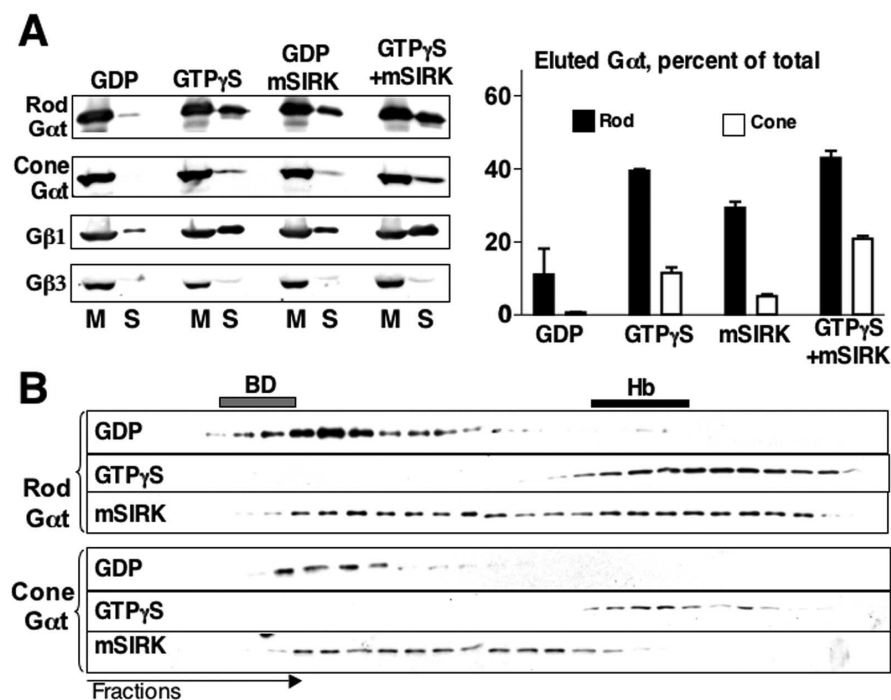 A
GDP
GTPγS
GDP
mSIRK
GTPγS
+mSIRK
Rod
Gαt
Cone
Gαt
Gβ1
Gβ3
M S M S M S M S
Eluted Gαt, percent of total
60
40
20
0
Rod
Cone
GDP
GTPγS
mSIRK
GTPγS
+mSIRK
B
BD
Hb
Rod
Gαt
GDP
GTPγS
mSIRK
Cone
Gαt
GDP
GTPγS
mSIRK
Fractions